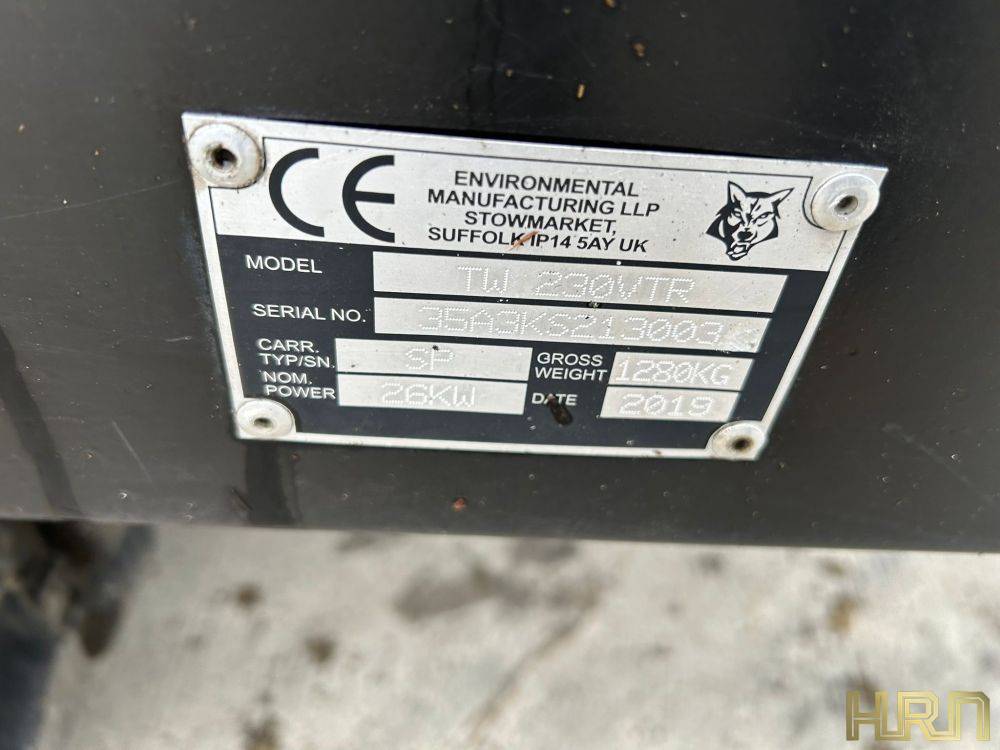 CE
ENVIRONMENTAL
MANUFACTURING LLP
STOWMARKET,
SUFFOLK IP14 5AY UK
MODEL TW 230VTR
SERIAL NO.
CARR. TYP/SN. SP
GROSS WEIGHT 1280KG
NOM. POWER 26KW
DATE 2019
HRN